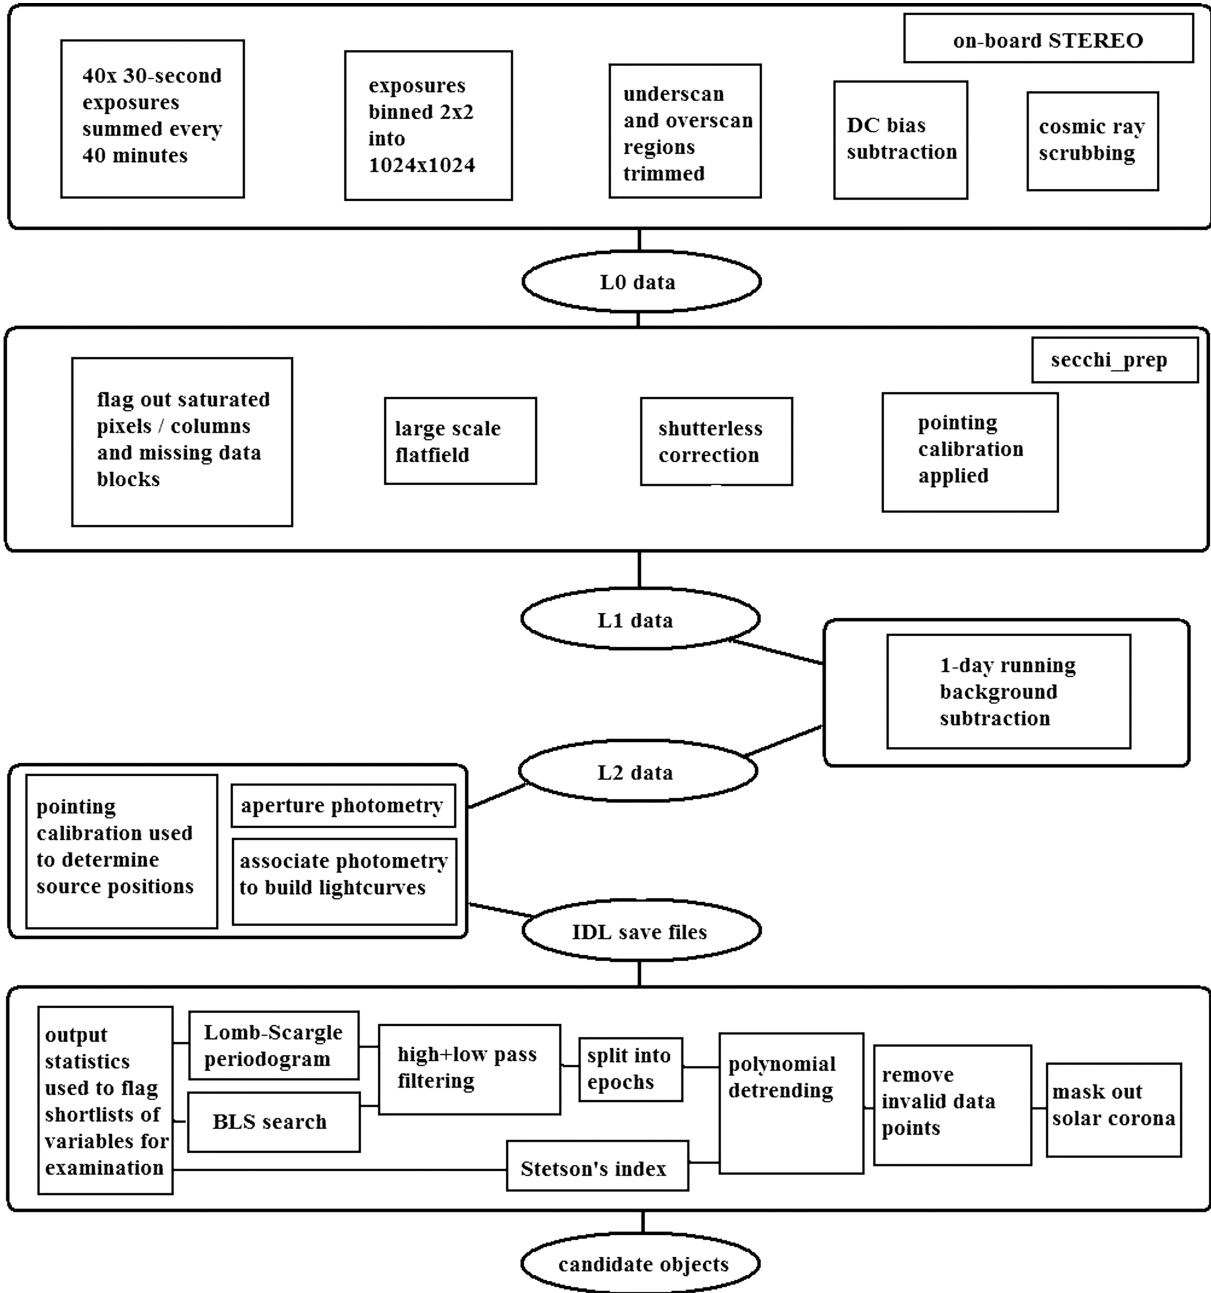 on-board STEREO
40x 30-second
exposures
summed every
40 minutes
exposures
binned 2x2
into
1024x1024
underscan
and overscan
regions
trimmed
DC bias
subtraction
cosmic ray
scrubbing
L0 data
secchi_prep
flag out saturated
pixels / columns
and missing data
blocks
large scale
flatfield
shutterless
correction
pointing
calibration
applied
L1 data
1-day running
background
subtraction
L2 data
pointing
calibration used
to determine
source positions
aperture photometry
associate photometry
to build lightcurves
IDL save files
output
statistics
used to flag
shortlists of
variables for
examination
Lomb-Scargle
periodogram
BLS search
high+low pass
filtering
split into
epochs
Stetson's index
polynomial
detrending
remove
invalid data
points
mask out
solar corona
candidate objects